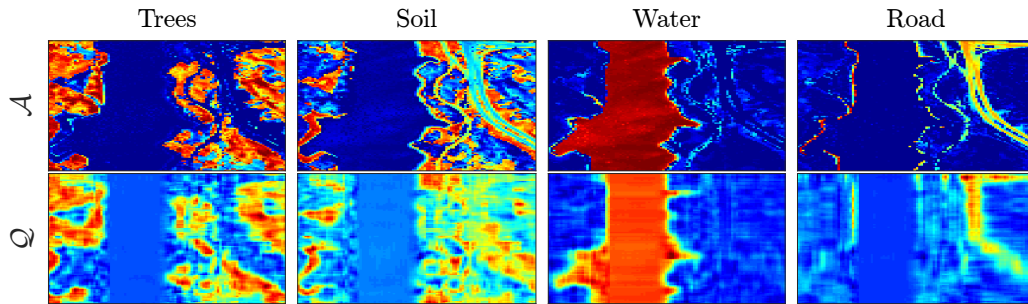 Trees Soil Water Road
𝒜
𝒬